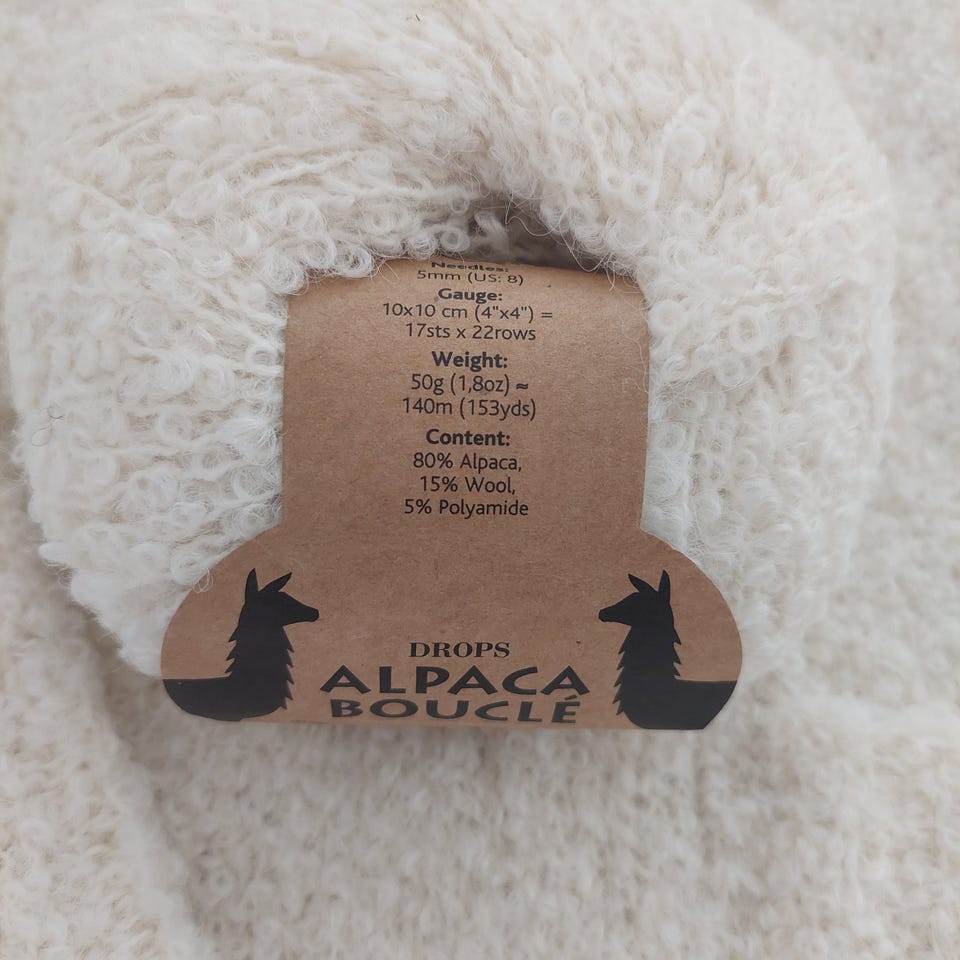 Needles:
5mm (US: 8)
Gauge:
10x10 cm (4"x4") =
17sts x 22rows
Weight:
50g (1,8oz) ≈
140m (153yds)
Content:
80% Alpaca,
15% Wool,
5% Polyamide
DROPS
ALPACA
BOUCLÉ